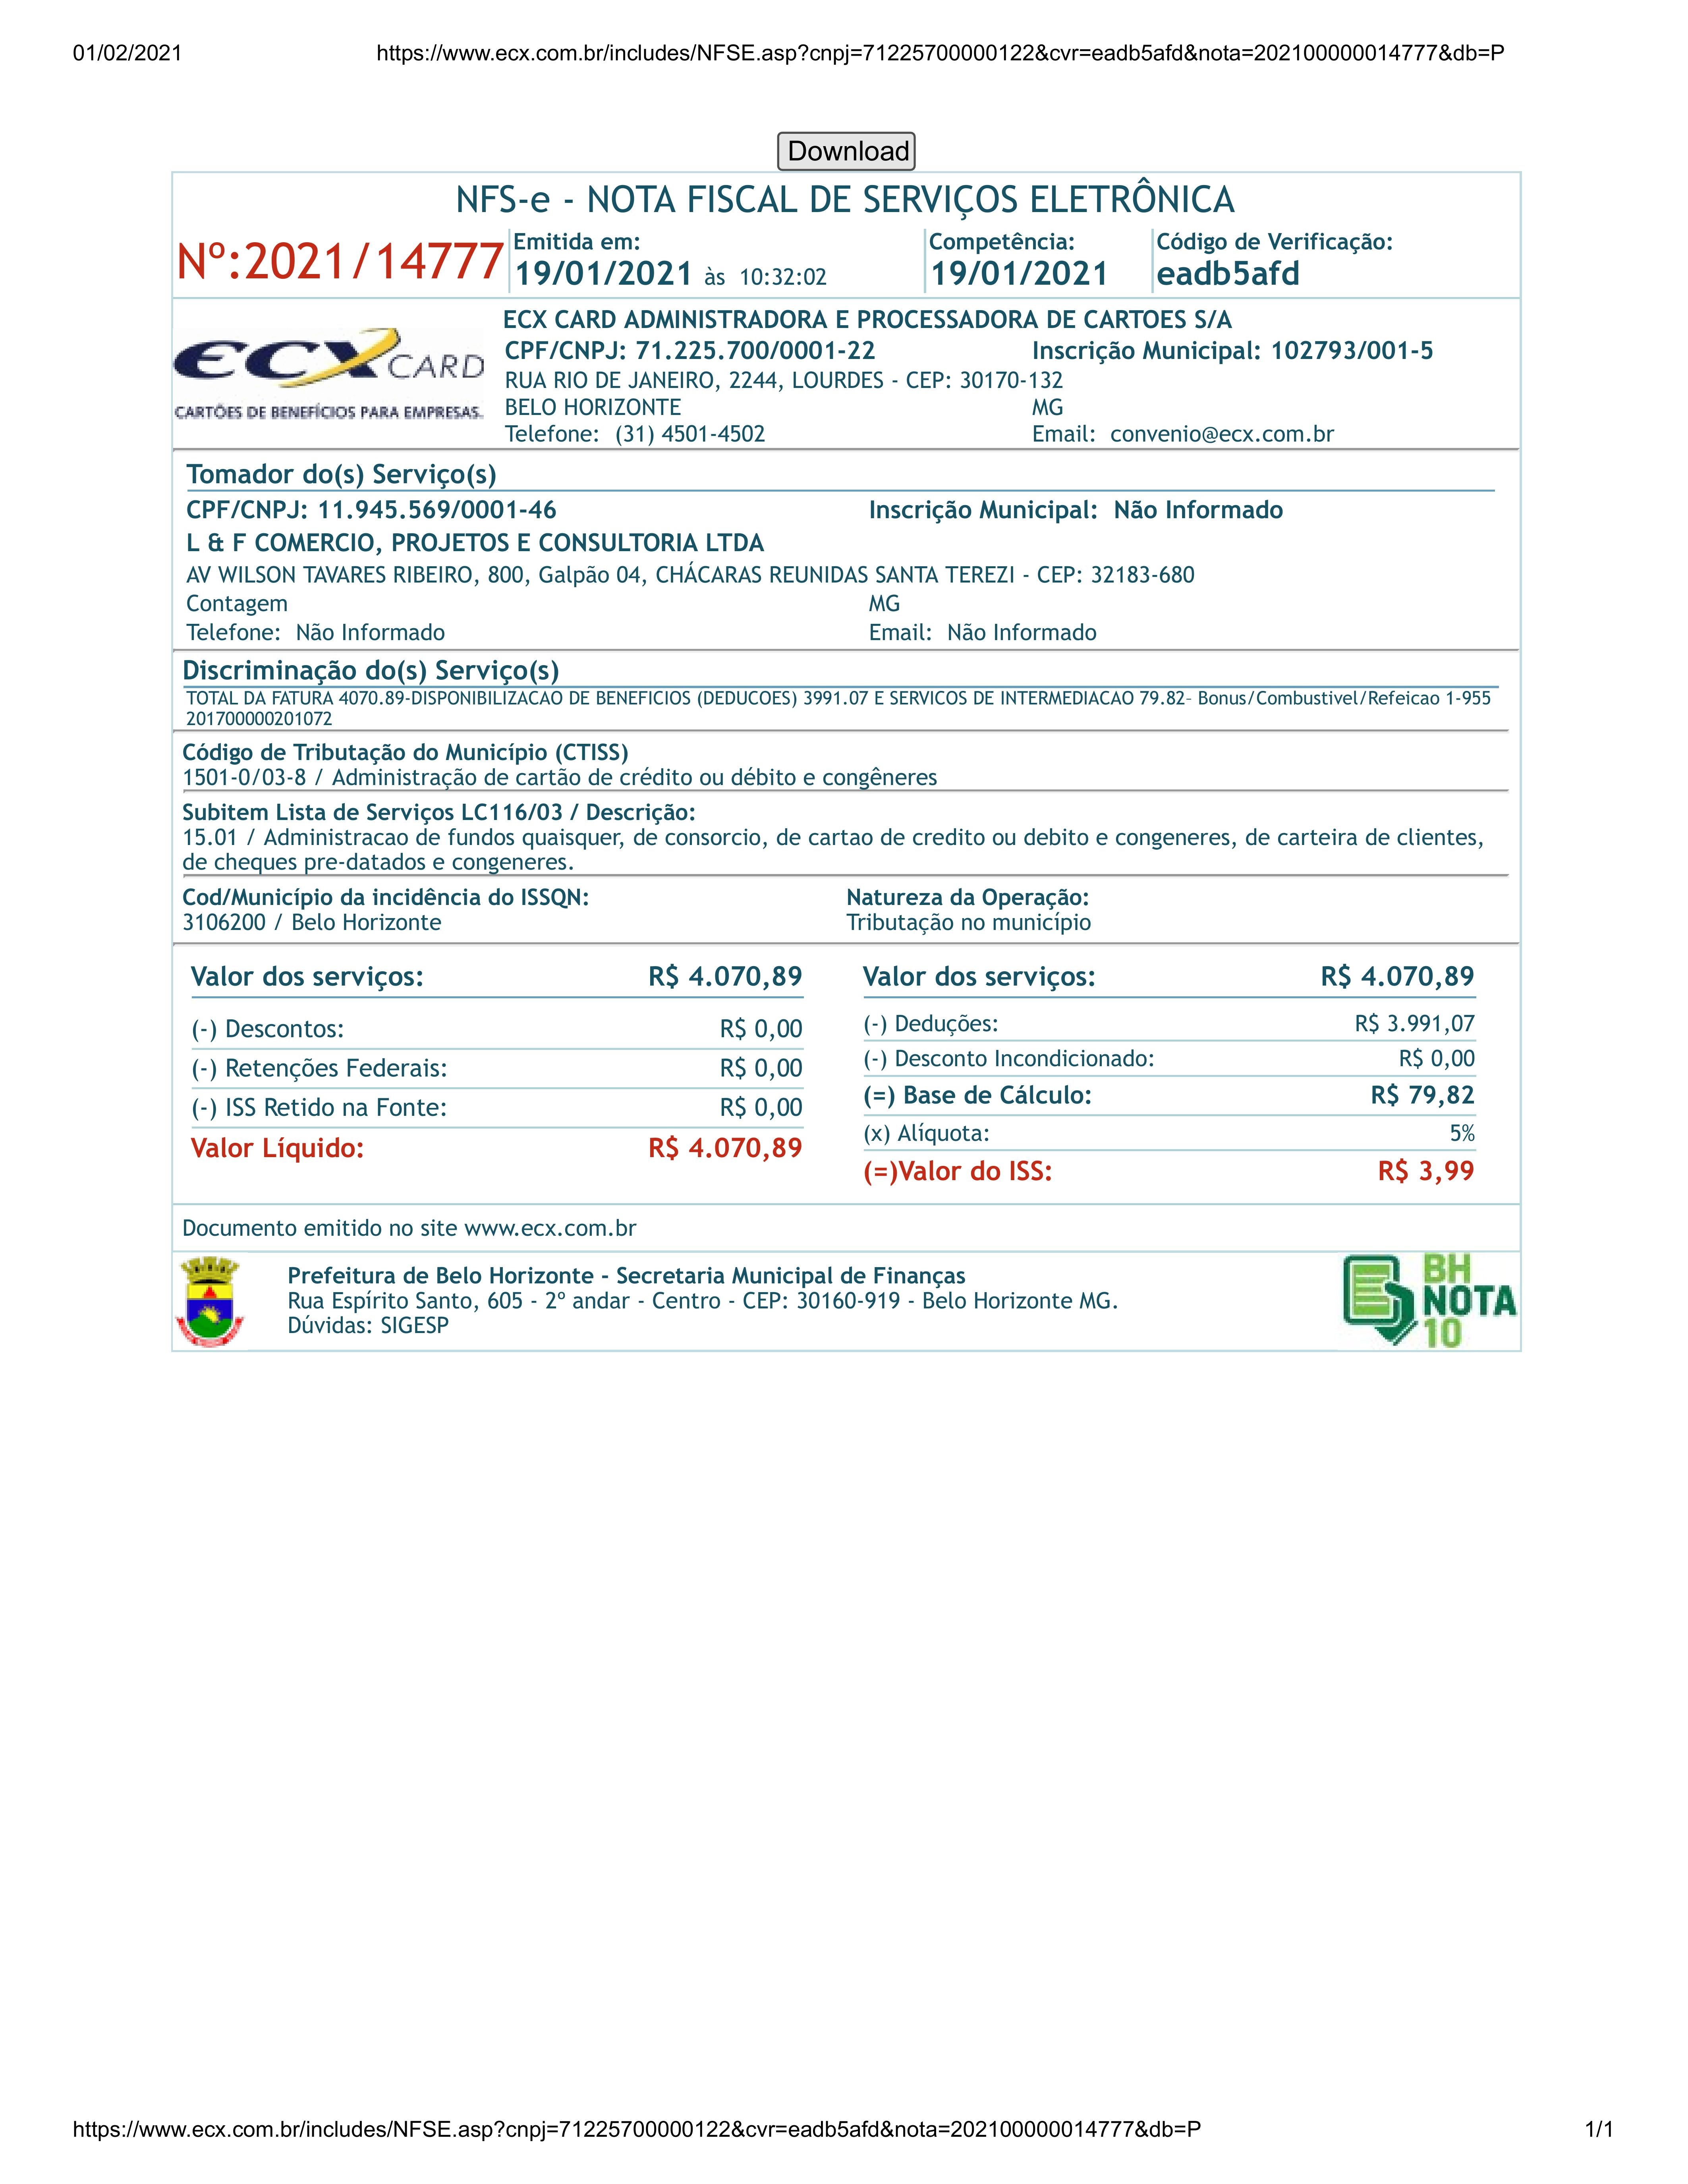 01/02/2021 https://www.ecx.com.br/includes/NFSE.asp?cnpj=71225700000122&cvr=eadb5afd&nota=202100000014777&db=P
Download
NFS-e - NOTA FISCAL DE SERVIÇOS ELETRÔNICA
Nº:2021/14777
Emitida em: Competência: Código de Verificação:
19/01/2021 às 10:32:02 19/01/2021 eadb5afd
ECX CARD
CARTÕES DE BENEFÍCIOS PARA EMPRESAS.
ECX CARD ADMINISTRADORA E PROCESSADORA DE CARTOES S/A
CPF/CNPJ: 71.225.700/0001-22 Inscrição Municipal: 102793/001-5
RUA RIO DE JANEIRO, 2244, LOURDES - CEP: 30170-132
BELO HORIZONTE MG
Telefone: (31) 4501-4502 Email: convenio@ecx.com.br
Tomador do(s) Serviço(s)
CPF/CNPJ: 11.945.569/0001-46 Inscrição Municipal: Não Informado
L & F COMERCIO, PROJETOS E CONSULTORIA LTDA
AV WILSON TAVARES RIBEIRO, 800, Galpão 04, CHÁCARAS REUNIDAS SANTA TEREZI - CEP: 32183-680
Contagem MG
Telefone: Não Informado Email: Não Informado
Discriminação do(s) Serviço(s)
TOTAL DA FATURA 4070.89-DISPONIBILIZACAO DE BENEFICIOS (DEDUCOES) 3991.07 E SERVICOS DE INTERMEDIACAO 79.82- Bonus/Combustivel/Refeicao 1-955
201700000201072
Código de Tributação do Município (CTISS)
1501-0/03-8 / Administração de cartão de crédito ou débito e congêneres
Subitem Lista de Serviços LC116/03 / Descrição:
15.01 / Administracao de fundos quaisquer, de consorcio, de cartao de credito ou debito e congeneres, de carteira de clientes,
de cheques pre-datados e congeneres.
Cod/Município da incidência do ISSQN: Natureza da Operação:
3106200 / Belo Horizonte Tributação no município
Valor dos serviços: R$ 4.070,89 Valor dos serviços: R$ 4.070,89
(-) Descontos: R$ 0,00 (-) Deduções: R$ 3.991,07
(-) Retenções Federais: R$ 0,00 (-) Desconto Incondicionado: R$ 0,00
(-) ISS Retido na Fonte: R$ 0,00 (=) Base de Cálculo: R$ 79,82
(x) Alíquota: 5%
Valor Líquido: R$ 4.070,89 (=)Valor do ISS: R$ 3,99
Documento emitido no site www.ecx.com.br
Prefeitura de Belo Horizonte - Secretaria Municipal de Finanças
Rua Espírito Santo, 605 - 2º andar - Centro - CEP: 30160-919 - Belo Horizonte MG.
Dúvidas: SIGESP
BH
NOTA
10
https://www.ecx.com.br/includes/NFSE.asp?cnpj=71225700000122&cvr=eadb5afd&nota=202100000014777&db=P 1/1